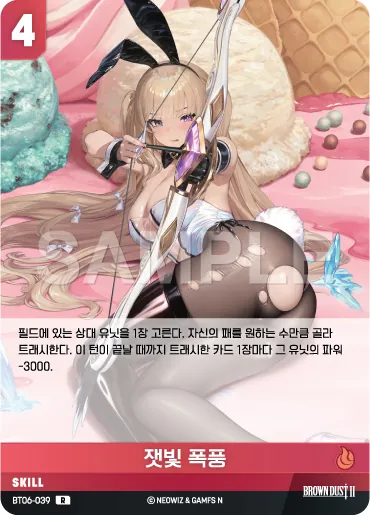 4
SAMPLE
필드에 있는 상대 유닛을 1장 고른다. 자신의 패를 원하는 수만큼 골라
트래시한다. 이 턴이 끝날 때까지 트래시한 카드 1장마다 그 유닛의 파워
-3000.
잿빛 폭풍
SKILL
BT06-039 R ⓒ NEOWIZ & GAMFS N BROWN DUST II